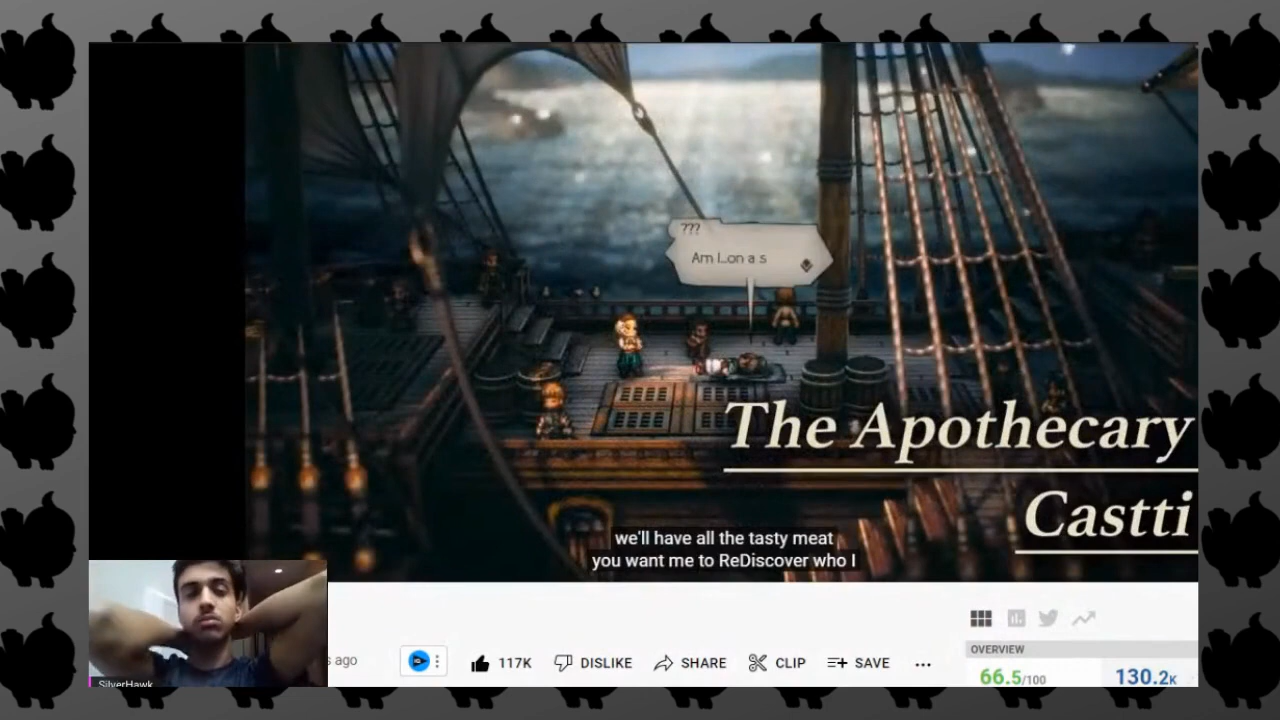 ???
Am I...on a s
The Apothecary
Castti
we'll have all the tasty meat
you want me to ReDiscover who I
s ago
117K
DISLIKE
SHARE
CLIP
SAVE
OVERVIEW
66.5/100
130.2K
SilverHawk